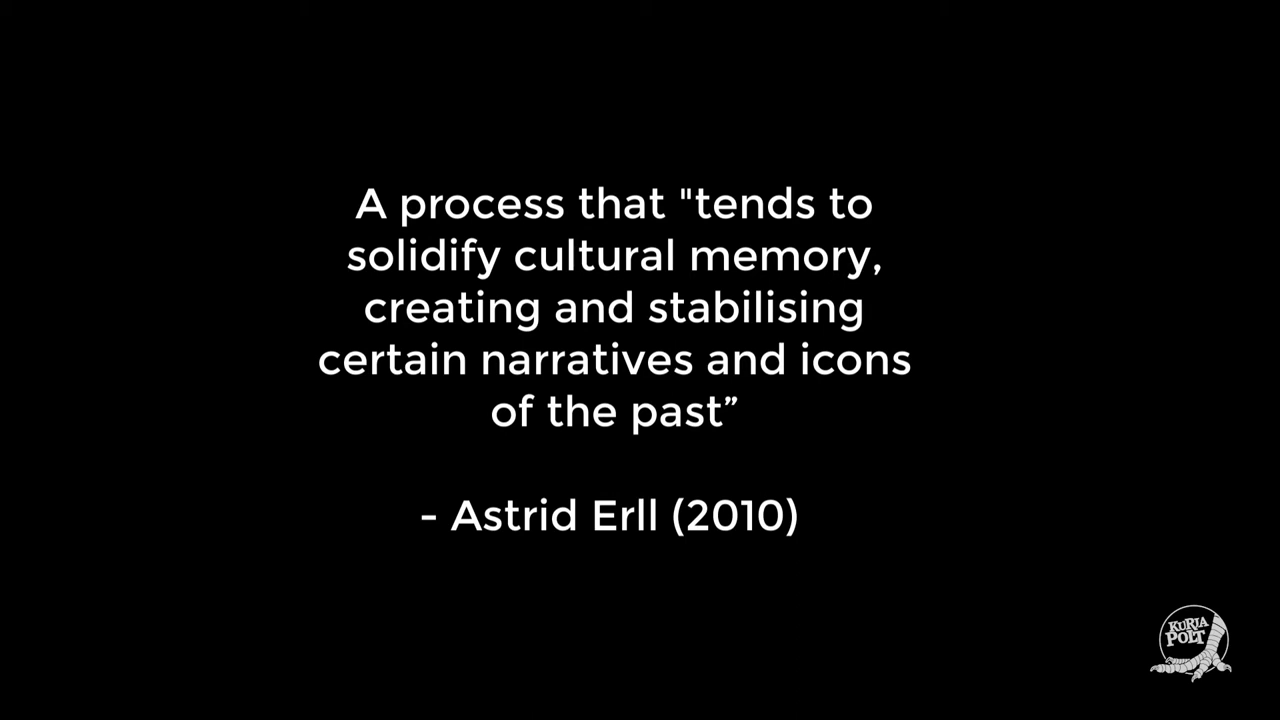 A process that "tends to
solidify cultural memory,
creating and stabilising
certain narratives and icons
of the past”
- Astrid Erll (2010)
KURJA
POLT